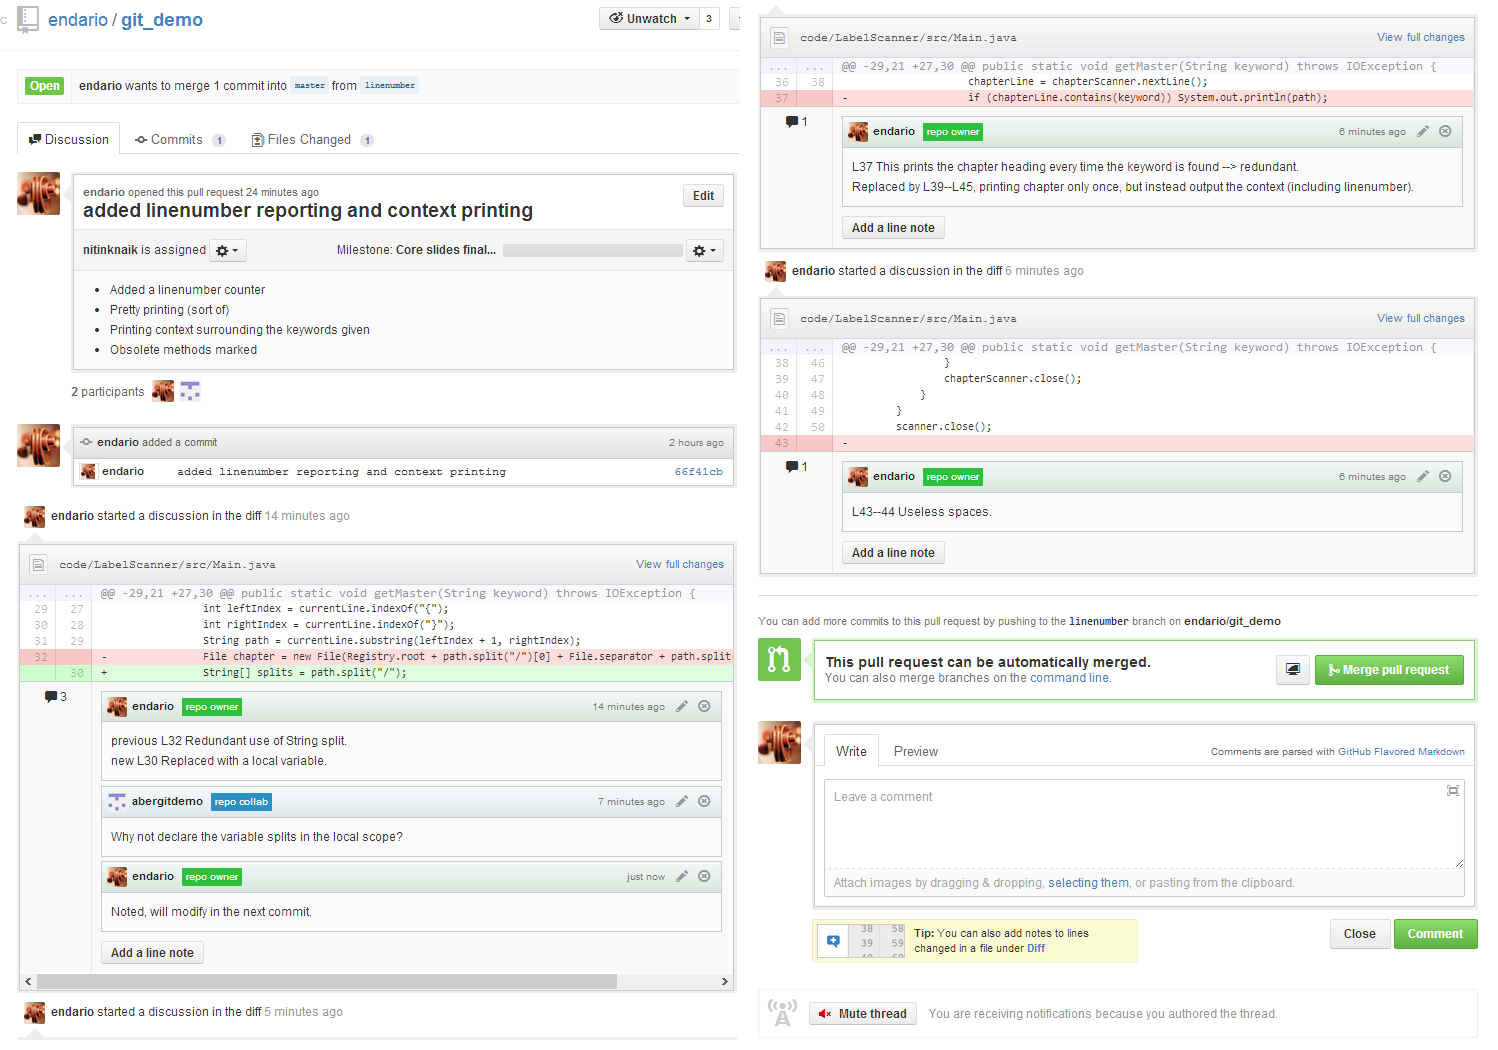 C endario / git_demo
Unwatch 3
Open endario wants to merge 1 commit into master from linenumber
Discussion Commits 1 Files Changed 1
endario opened this pull request 24 minutes ago
Edit
added linenumber reporting and context printing
nitinknaik is assigned Milestone: Core slides final...
Added a linenumber counter
Pretty printing (sort of)
Printing context surrounding the keywords given
Obsolete methods marked
2 participants
endario added a commit 2 hours ago
endario added linenumber reporting and context printing 66f41cb
endario started a discussion in the diff 14 minutes ago
code/LabelScanner/src/Main.java View full changes
... ... @@ -29,21 +27,30 @@ public static void getMaster(String keyword) throws IOException {
29 27 int leftIndex = currentLine.indexOf("{");
30 28 int rightIndex = currentLine.indexOf("}");
31 29 String path = currentLine.substring(leftIndex + 1, rightIndex);
32 - File chapter = new File(Registry.root + path.split("/")[0] + File.separator + path.split
30 + String[] splits = path.split("/");
3
endario repo owner 14 minutes ago
previous L32 Redundant use of String split.
new L30 Replaced with a local variable.
abergitdemo repo collab 7 minutes ago
Why not declare the variable splits in the local scope?
endario repo owner just now
Noted, will modify in the next commit.
Add a line note
endario started a discussion in the diff 5 minutes ago
code/LabelScanner/src/Main.java View full changes
... ... @@ -29,21 +27,30 @@ public static void getMaster(String keyword) throws IOException {
36 38 chapterLine = chapterScanner.nextLine();
37 - if (chapterLine.contains(keyword)) System.out.println(path);
1
endario repo owner 6 minutes ago
L37 This prints the chapter heading every time the keyword is found --> redundant.
Replaced by L39--L45, printing chapter only once, but instead output the context (including linenumber).
Add a line note
endario started a discussion in the diff 6 minutes ago
code/LabelScanner/src/Main.java View full changes
... ... @@ -29,21 +27,30 @@ public static void getMaster(String keyword) throws IOException {
38 46 }
39 47 chapterScanner.close();
40 48 }
41 49 }
42 50 scanner.close();
43 -
1
endario repo owner 6 minutes ago
L43--44 Useless spaces.
Add a line note
You can add more commits to this pull request by pushing to the linenumber branch on endario/git_demo
This pull request can be automatically merged.
You can also merge branches on the command line.
Merge pull request
Write Preview Comments are parsed with GitHub Flavored Markdown
Leave a comment
Attach images by dragging & dropping, selecting them, or pasting from the clipboard.
38 58
39 59
Tip: You can also add notes to lines
changed in a file under Diff
Close Comment
Mute thread You are receiving notifications because you authored the thread.